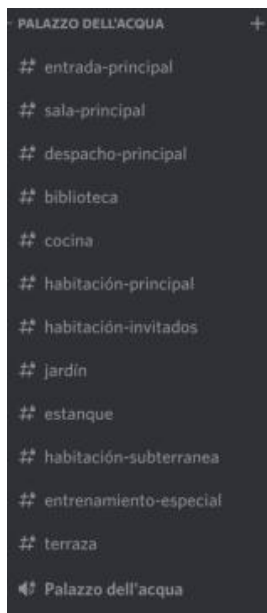 PALAZZO DELL'ACQUA
entrada-principal
sala-principal
despacho-principal
biblioteca
cocina
habitación-principal
habitación-invitados
jardín
estanque
habitación-subterranea
entrenamiento-especial
terraza
Palazzo dell'acqua